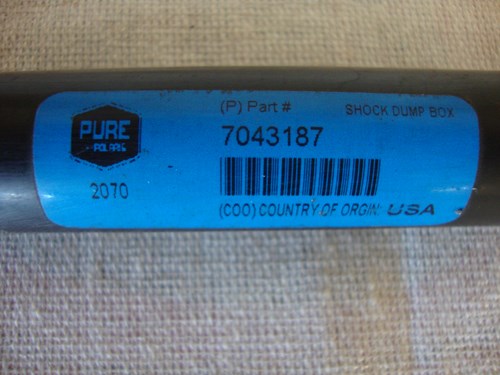 PURE
POLARIS
2070
(P) Part #
SHOCK DUMP BOX
7043187
(COO) COUNTRY OF ORGIN: USA